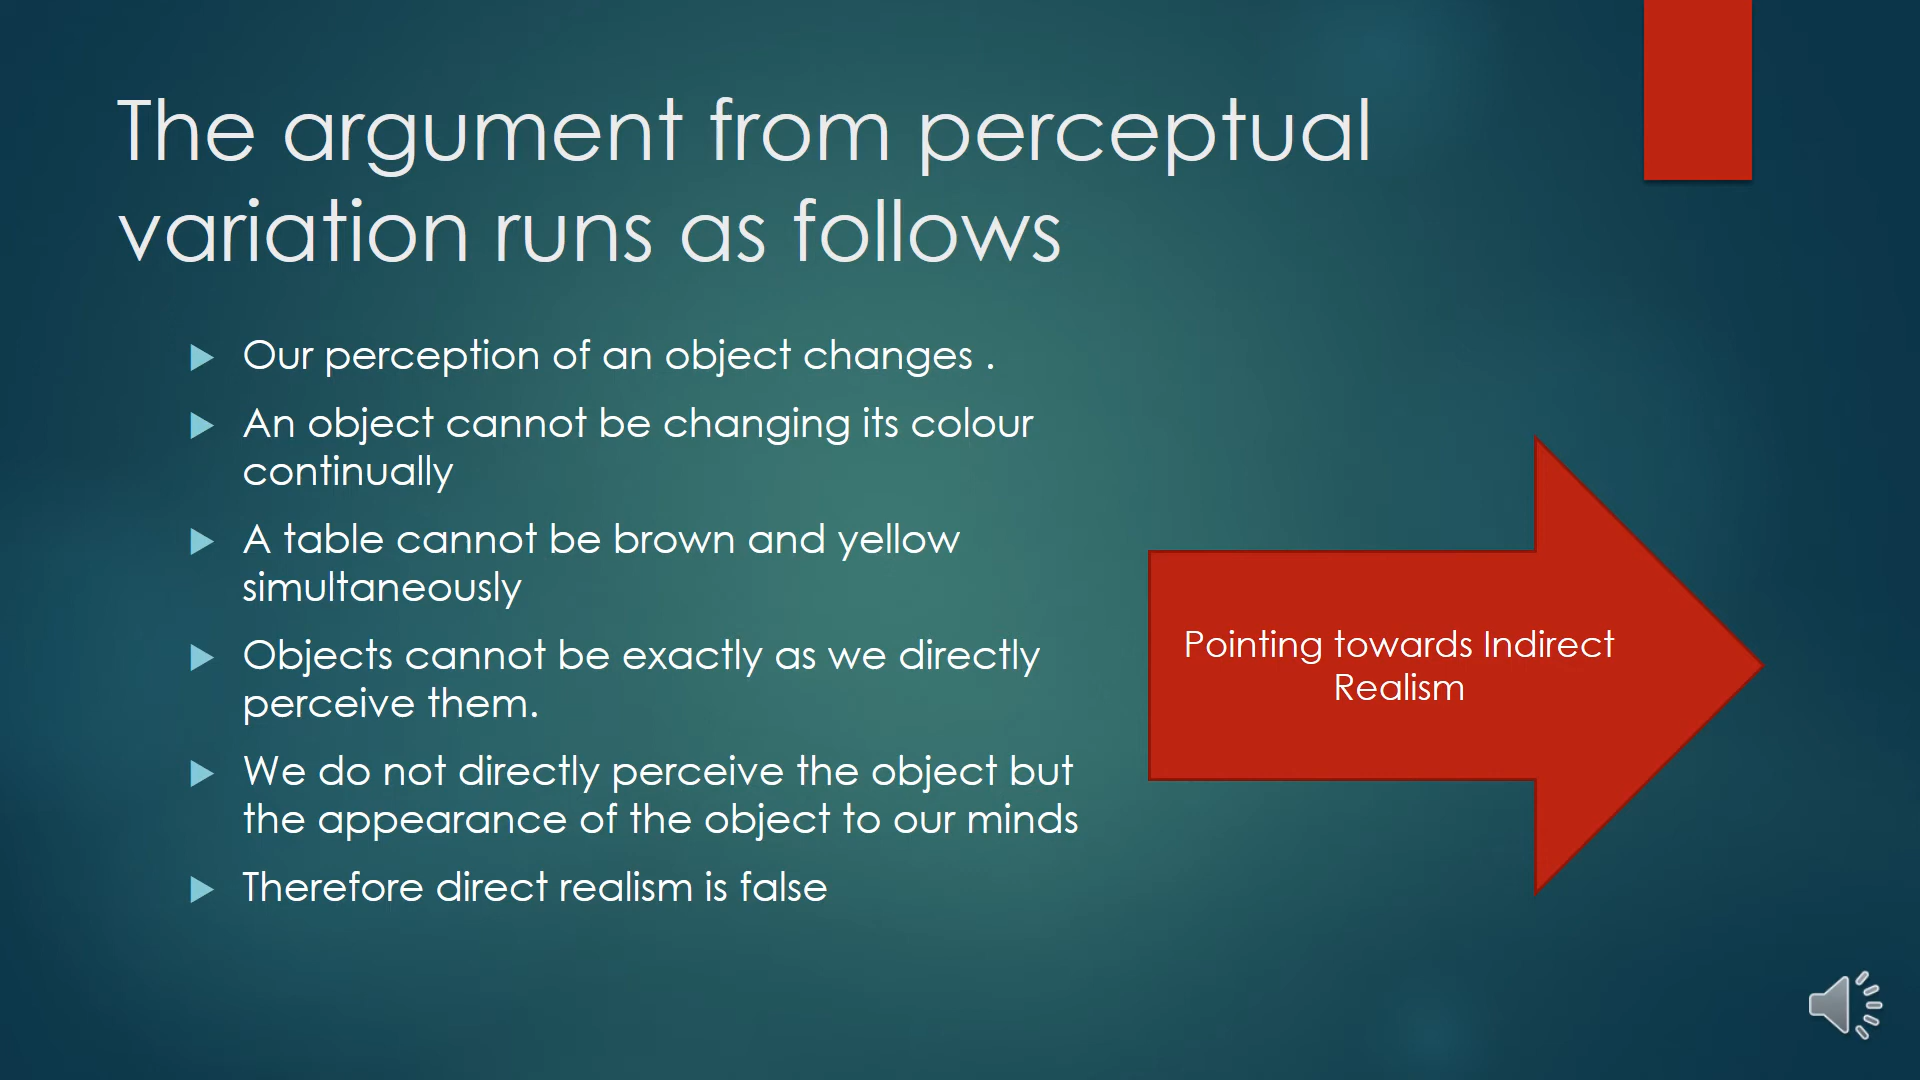 The argument from perceptual
variation runs as follows
Our perception of an object changes .
An object cannot be changing its colour
continually
A table cannot be brown and yellow
simultaneously
Objects cannot be exactly as we directly
perceive them.
We do not directly perceive the object but
the appearance of the object to our minds
Therefore direct realism is false
Pointing towards Indirect
Realism